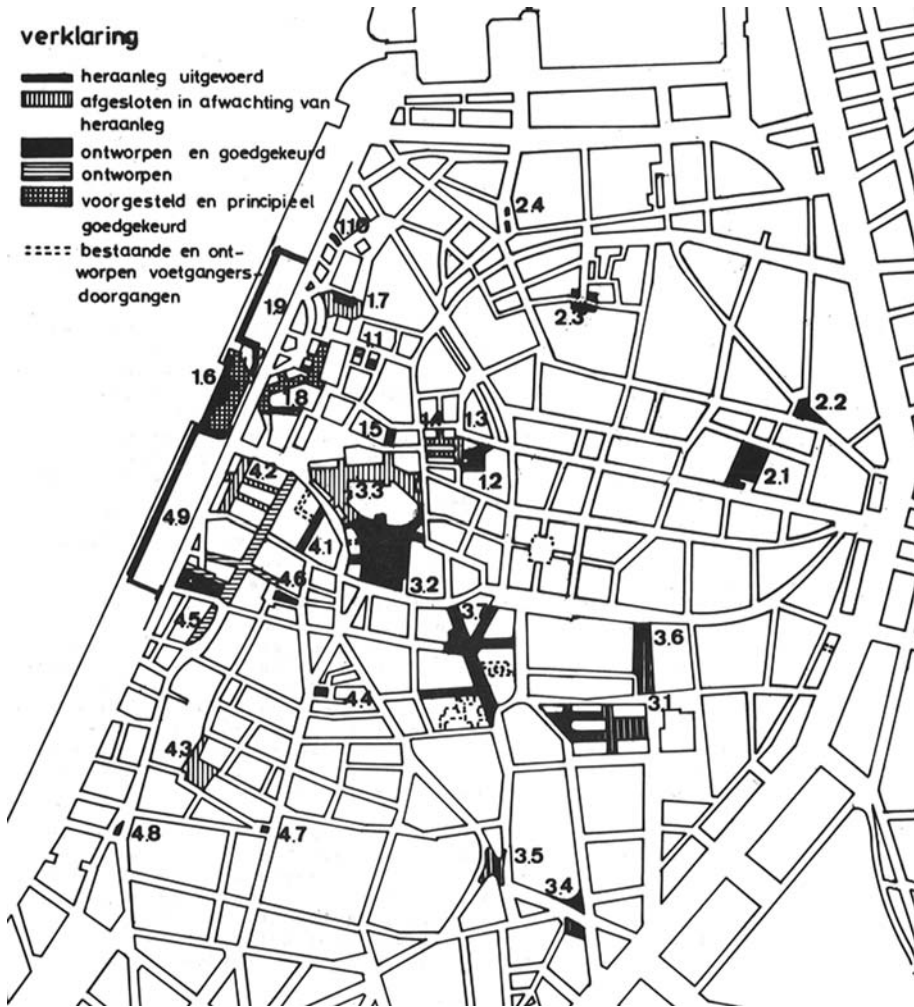 verklaring
heraanleg uitgevoerd
afgesloten in afwachting van
heraanleg
ontworpen en goedgekeurd
ontworpen
voorgesteld en principiëel
goedgekeurd
bestaande en ont-
worpen voetgangers-
doorgangen
2.4
1.10
1.9
1.7
2.3
1.1
1.6
1.8
2.2
1.4
1.3
1.5
2.1
1.2
4.2
3.3
4.9
4.1
4.6
3.2
3.7
4.5
3.6
4.4
3.1
4.3
4.8
4.7
3.5
3.4